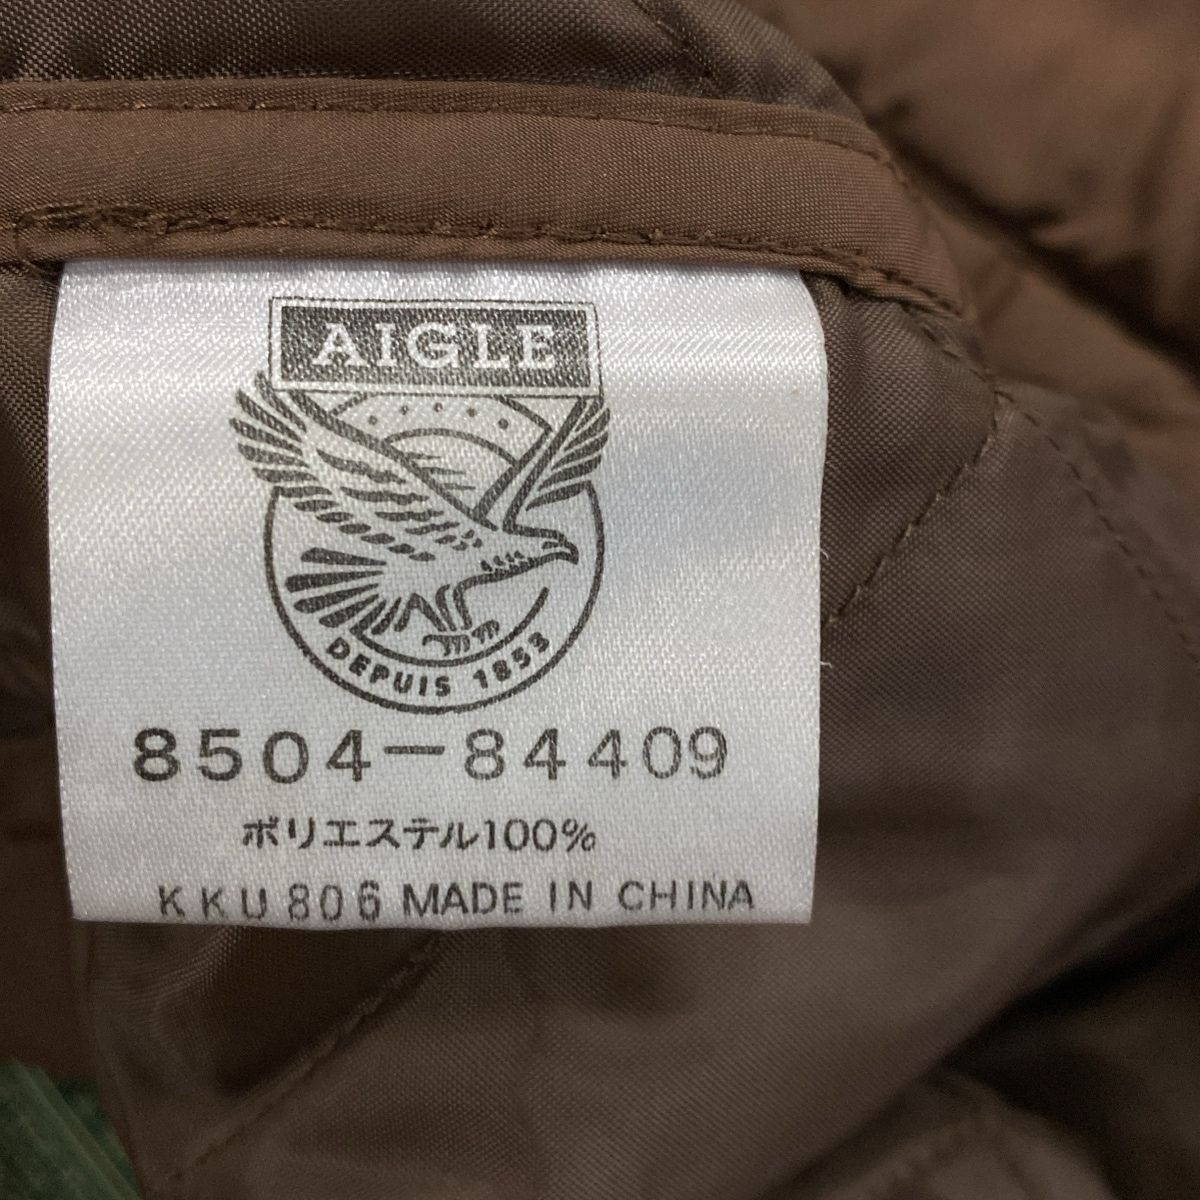 AIGLE
DEPUIS 1853
8504-84409
ポリエステル100%
KKU806 MADE IN CHINA